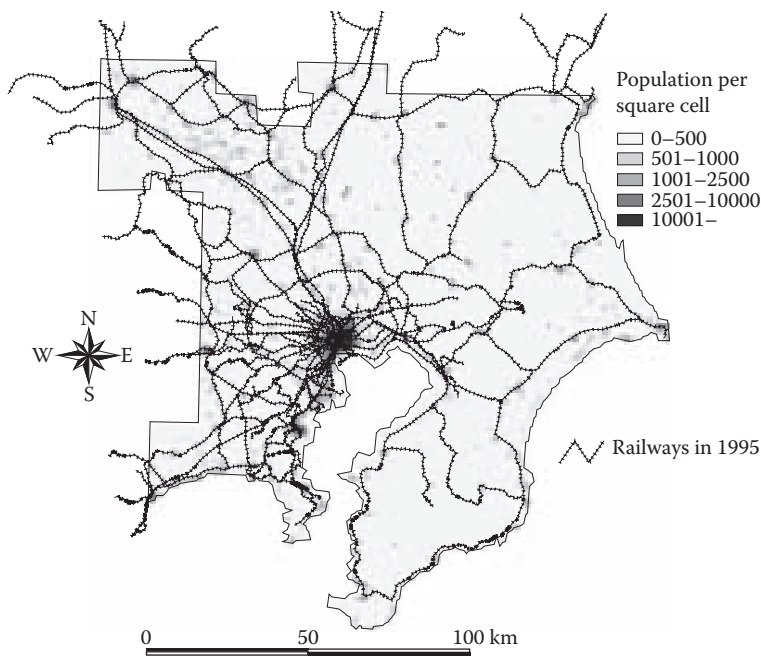 Population per
square cell
0–500
501–1000
1001–2500
2501–10000
10001–
N
W
E
S
Railways in 1995
0
50
100 km